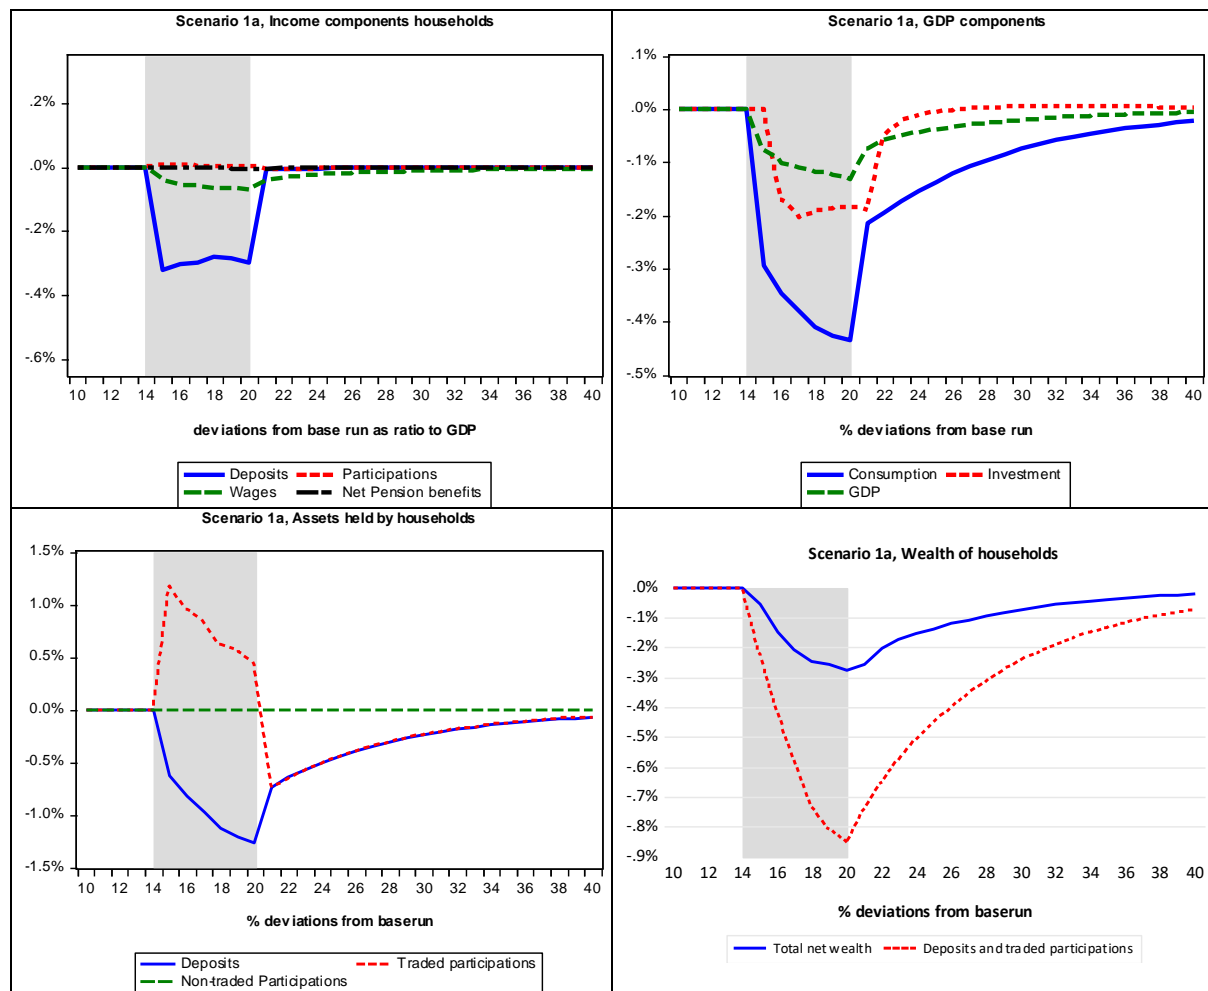 Scenario 1a, Income components households
.2%
.0%
-.2%
-.4%
-.6%
10 12 14 16 18 20 22 24 26 28 30 32 34 36 38 40
deviations from base run as ratio to GDP
Deposits Participations
Wages Net Pension benefits
Scenario 1a, GDP components
.1%
.0%
-.1%
-.2%
-.3%
-.4%
-.5%
10 12 14 16 18 20 22 24 26 28 30 32 34 36 38 40
% deviations from base run
Consumption Investment
GDP
Scenario 1a, Assets held by households
1.5%
1.0%
0.5%
0.0%
-0.5%
-1.0%
-1.5%
10 12 14 16 18 20 22 24 26 28 30 32 34 36 38 40
% deviations from baserun
Deposits Traded participations
Non-traded Participations
Scenario 1a, Wealth of households
.0%
-.1%
-.2%
-.3%
-.4%
-.5%
-.6%
-.7%
-.8%
-.9%
10 12 14 16 18 20 22 24 26 28 30 32 34 36 38 40
% deviations from baserun
Total net wealth Deposits and traded participations